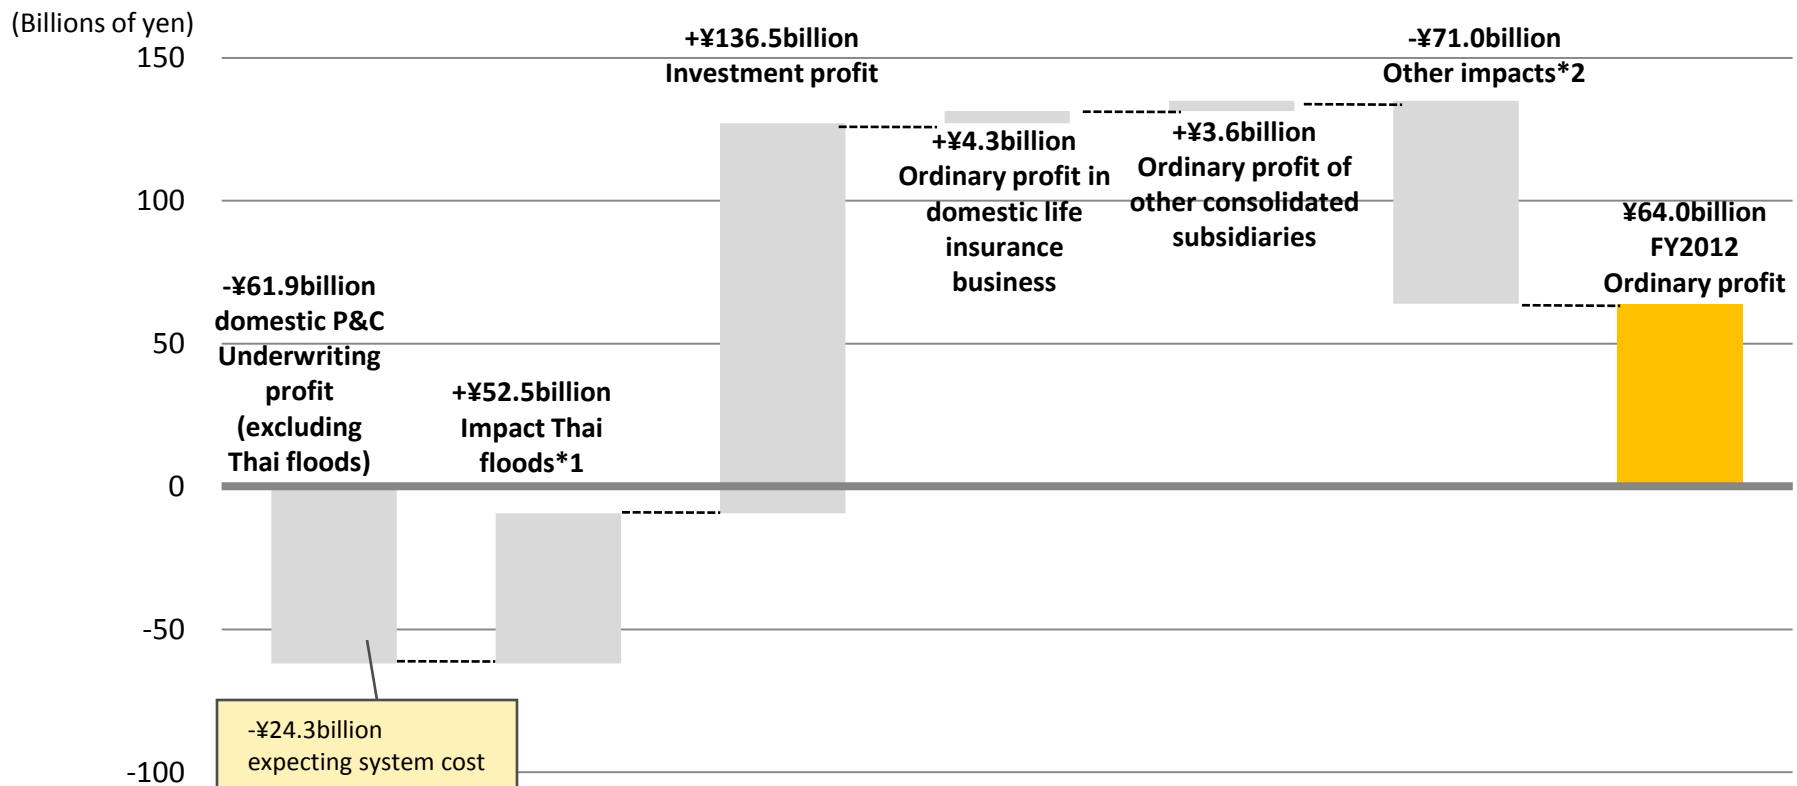 (Billions of yen)
150
100
50
0
-50
-100
-¥61.9billion
domestic P&C
Underwriting
profit
(excluding
Thai floods)
+¥52.5billion
Impact Thai
floods*1
+¥136.5billion
Investment profit
+¥4.3billion
Ordinary profit in
domestic life
insurance
business
+¥3.6billion
Ordinary profit of
other consolidated
subsidiaries
-¥71.0billion
Other impacts*2
¥64.0billion
FY2012
Ordinary profit
-¥24.3billion
expecting system cost